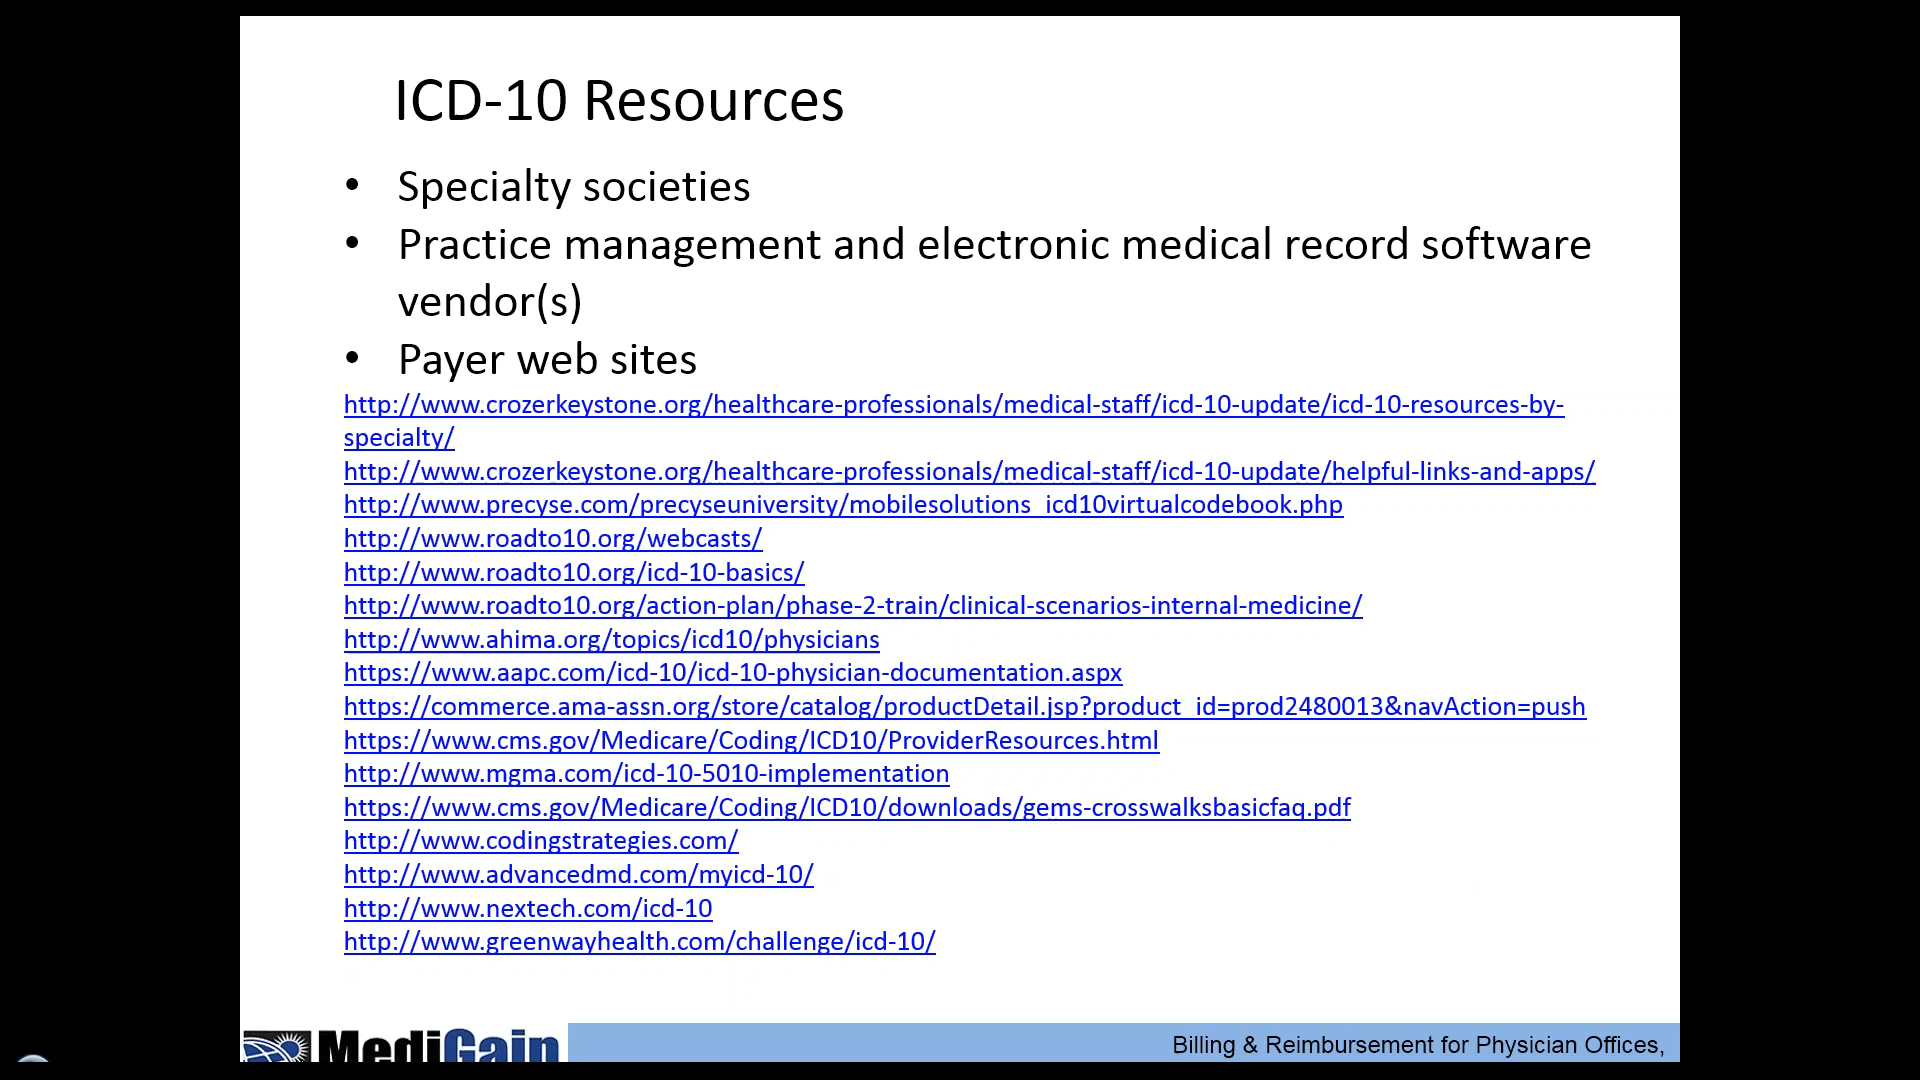 ICD-10 Resources
• Specialty societies
• Practice management and electronic medical record software
vendor(s)
• Payer web sites
http://www.crozerkeystone.org/healthcare-professionals/medical-staff/icd-10-update/icd-10-resources-by-
specialty/
http://www.crozerkeystone.org/healthcare-professionals/medical-staff/icd-10-update/helpful-links-and-apps/
http://www.precyse.com/precyseuniversity/mobilesolutions_icd10virtualcodebook.php
http://www.roadto10.org/webcasts/
http://www.roadto10.org/icd-10-basics/
http://www.roadto10.org/action-plan/phase-2-train/clinical-scenarios-internal-medicine/
http://www.ahima.org/topics/icd10/physicians
https://www.aapc.com/icd-10/icd-10-physician-documentation.aspx
https://commerce.ama-assn.org/store/catalog/productDetail.jsp?product_id=prod2480013&navAction=push
https://www.cms.gov/Medicare/Coding/ICD10/ProviderResources.html
http://www.mgma.com/icd-10-5010-implementation
https://www.cms.gov/Medicare/Coding/ICD10/downloads/gems-crosswalksbasicfaq.pdf
http://www.codingstrategies.com/
http://www.advancedmd.com/myicd-10/
http://www.nextech.com/icd-10
http://www.greenwayhealth.com/challenge/icd-10/
MediGain
Billing & Reimbursement for Physician Offices,